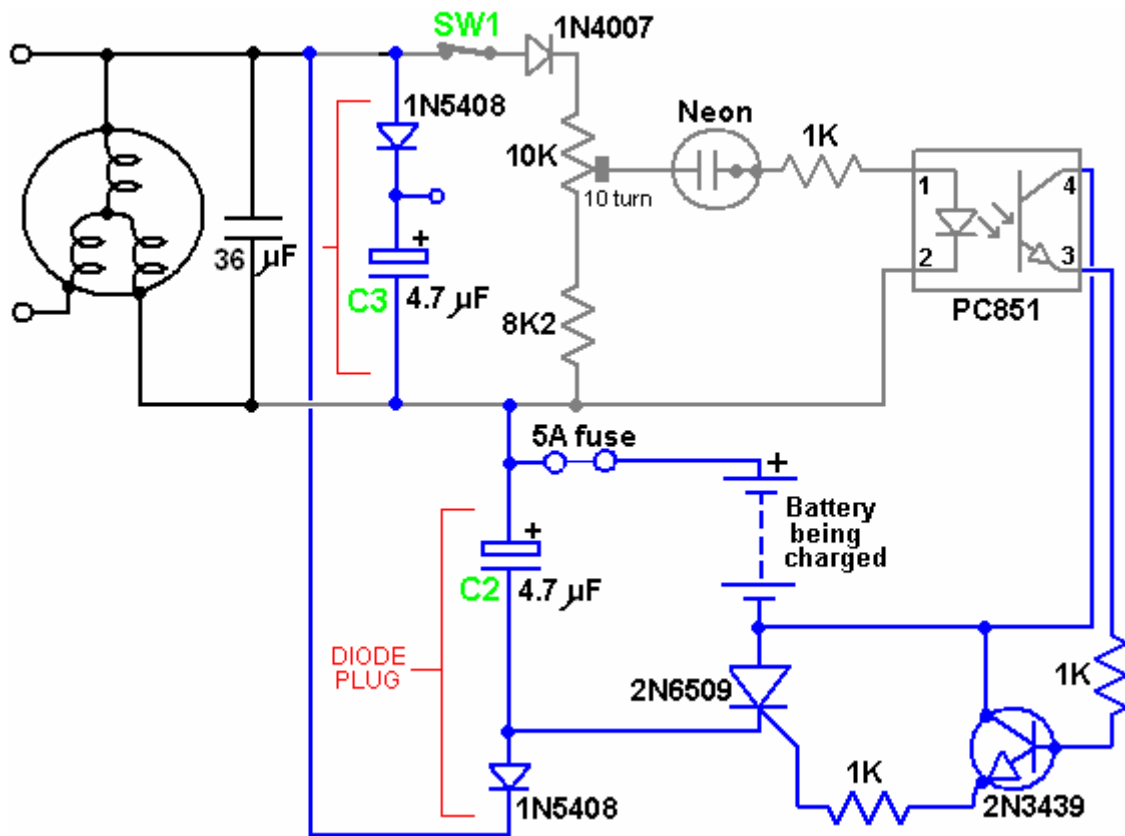 SW1
1N4007
1N5408
Neon
1K
10K
10 turn
1
4
2
3
+
36 µF
C3
4.7 µF
8K2
PC851
5A fuse
+
Battery
being
charged
+
C2
4.7 µF
DIODE
PLUG
2N6509
1K
1K
1N5408
2N3439